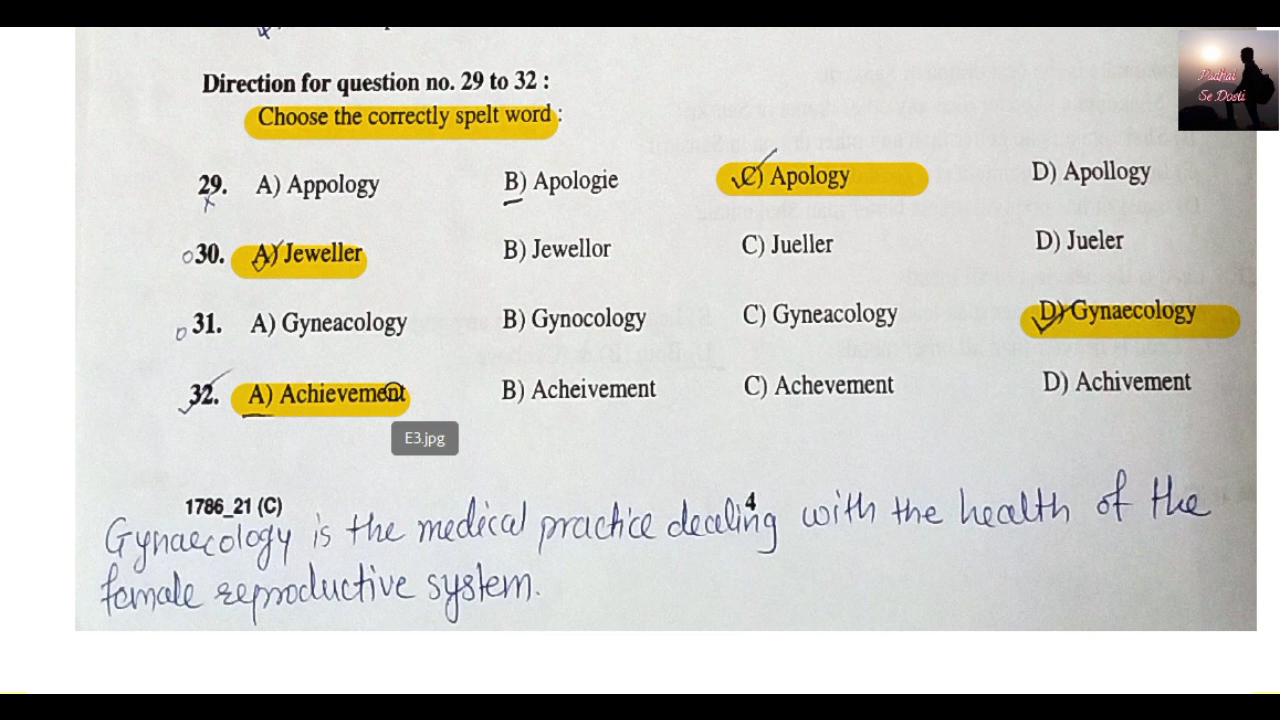 Direction for question no. 29 to 32 :
Choose the correctly spelt word :
Padhai
Se Dosti
29. A) Appology B) Apologie C) Apology D) Apollogy
30. A) Jeweller B) Jewellor C) Jueller D) Jueler
31. A) Gyneacology B) Gynocology C) Gyneacology D) Gynaecology
32. A) Achievement B) Acheivement C) Achevement D) Achivement
E3.jpg
1786_21 (C) 4
Gynaecology is the medical practice dealing with the health of the
female reproductive system.